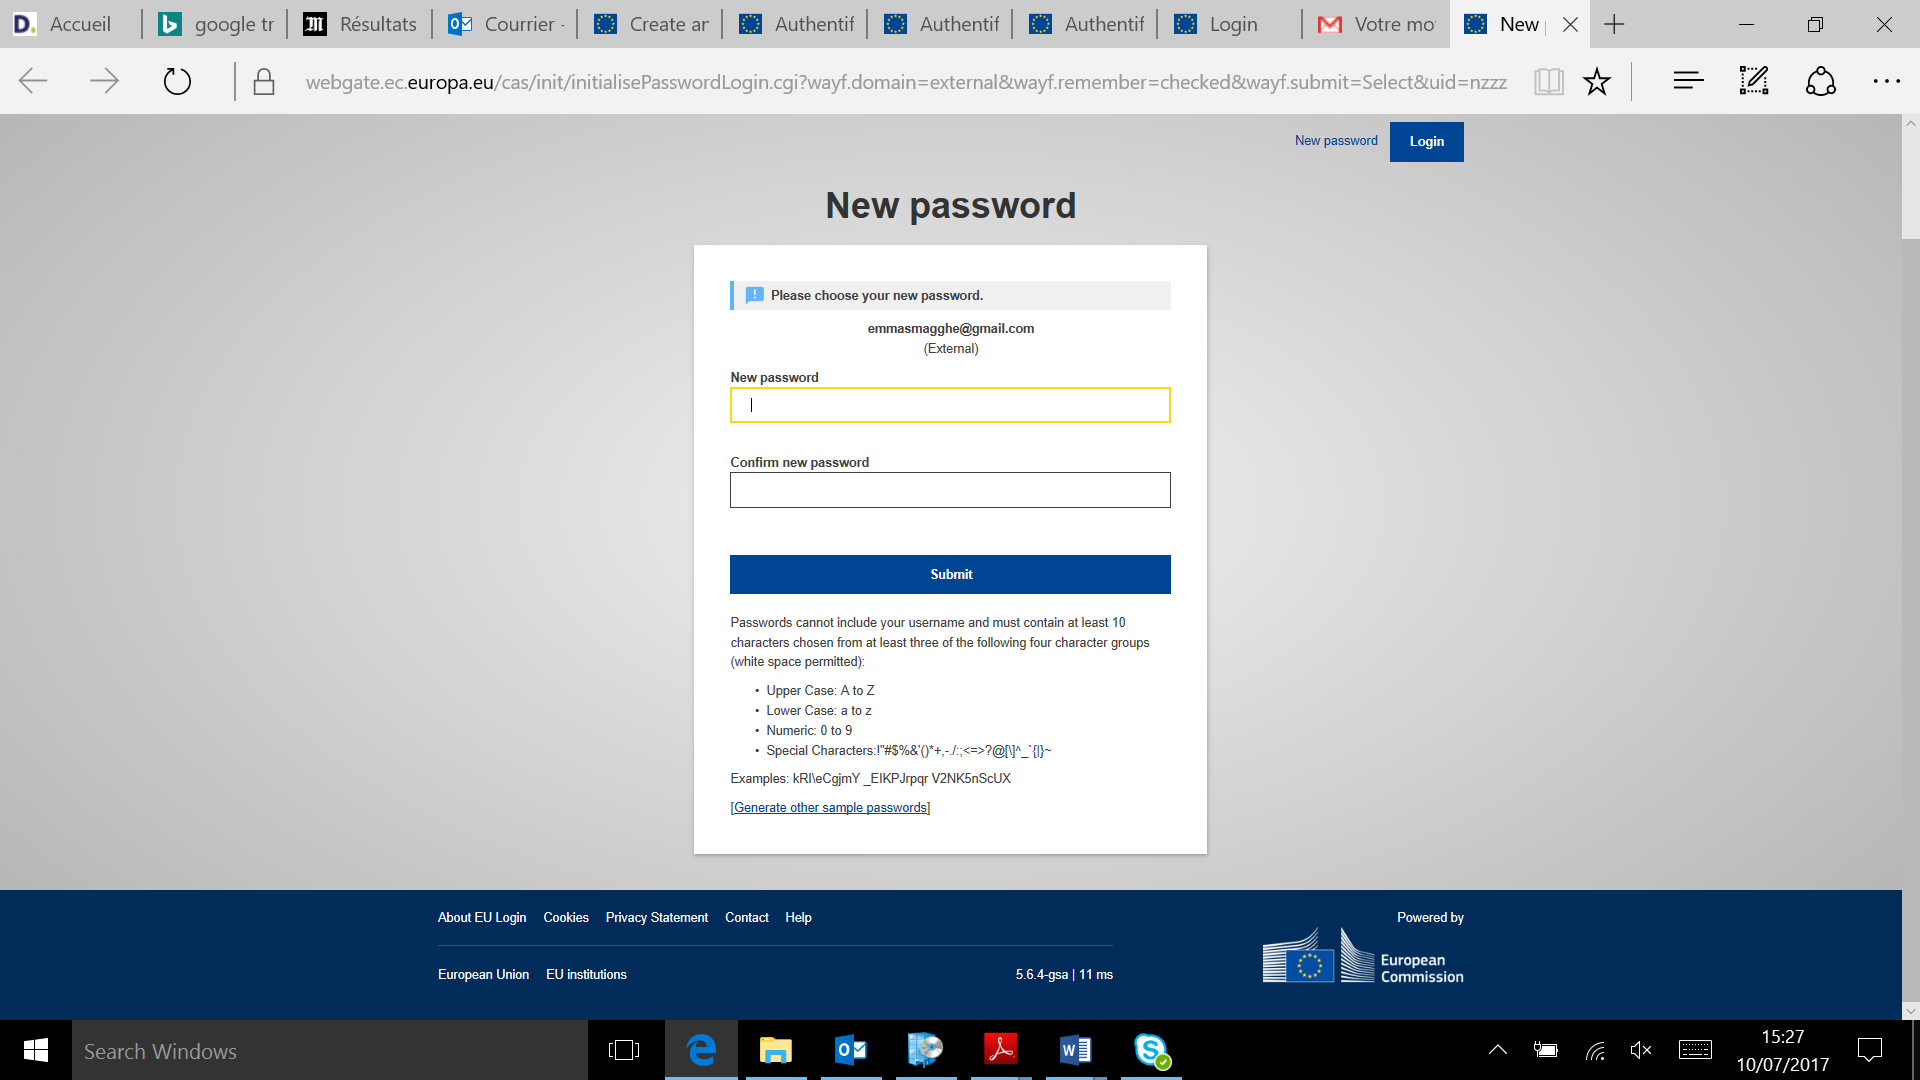 Accueil
google tr
Résultats
Courrier -
Create ar
Authentif
Authentif
Authentif
Login
Votre mo
New
webgate.ec.europa.eu/cas/init/initialisePasswordLogin.cgi?wayf.domain=external&wayf.remember=checked&wayf.submit=Select&uid=nzzz
New password
Login
New password
Please choose your new password.
emmasmagghe@gmail.com
(External)
New password
Confirm new password
Submit
Passwords cannot include your username and must contain at least 10
characters chosen from at least three of the following four character groups
(white space permitted):
• Upper Case: A to Z
• Lower Case: a to z
• Numeric: 0 to 9
• Special Characters:!"#$%&'()*+,-./:;<=>?@[\]^_`{|}~
Examples: kRI\eCgjmY _EIKPJrpqr V2NK5nScUX
[Generate other sample passwords]
About EU Login Cookies Privacy Statement Contact Help
Powered by
European Union EU institutions
5.6.4-gsa | 11 ms
European
Commission
Search Windows
15:27
10/07/2017